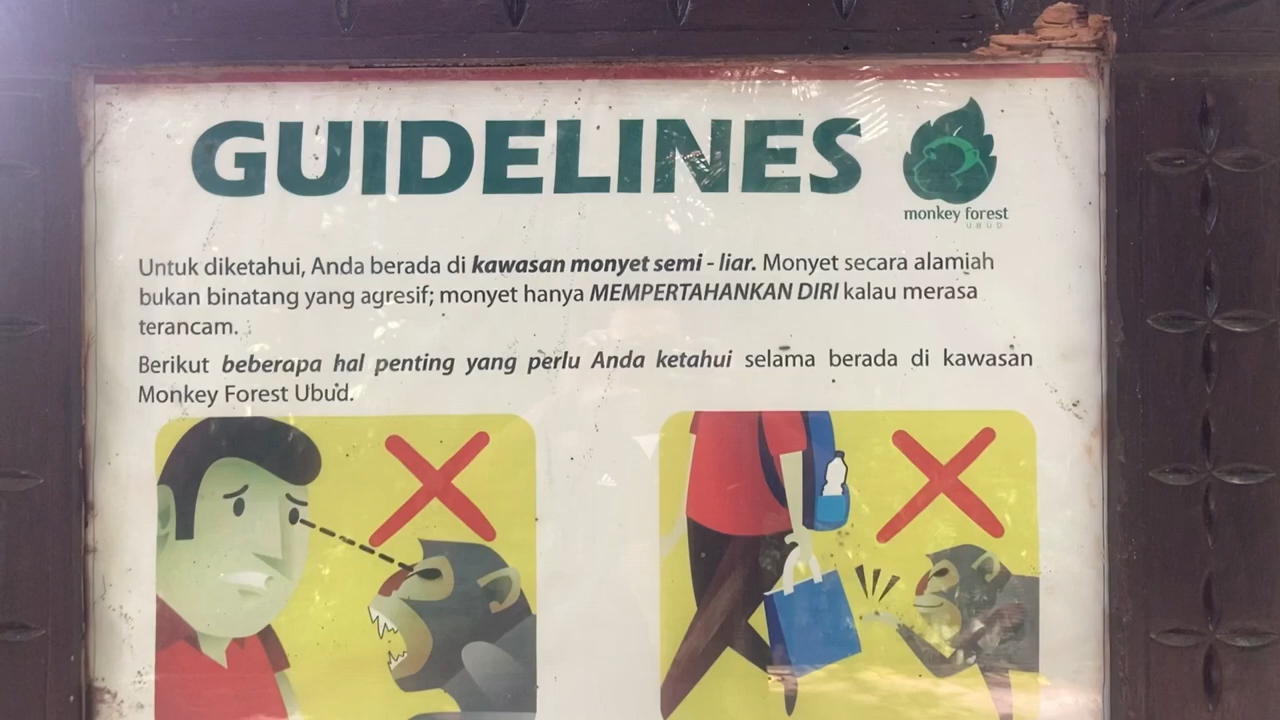 GUIDELINES
monkey forest
UBUD
Untuk diketahui, Anda berada di kawasan monyet semi - liar. Monyet secara alamiah
bukan binatang yang agresif; monyet hanya MEMPERTAHANKAN DIRI kalau merasa
terancam.
Berikut beberapa hal penting yang perlu Anda ketahui selama berada di kawasan
Monkey Forest Ubud.